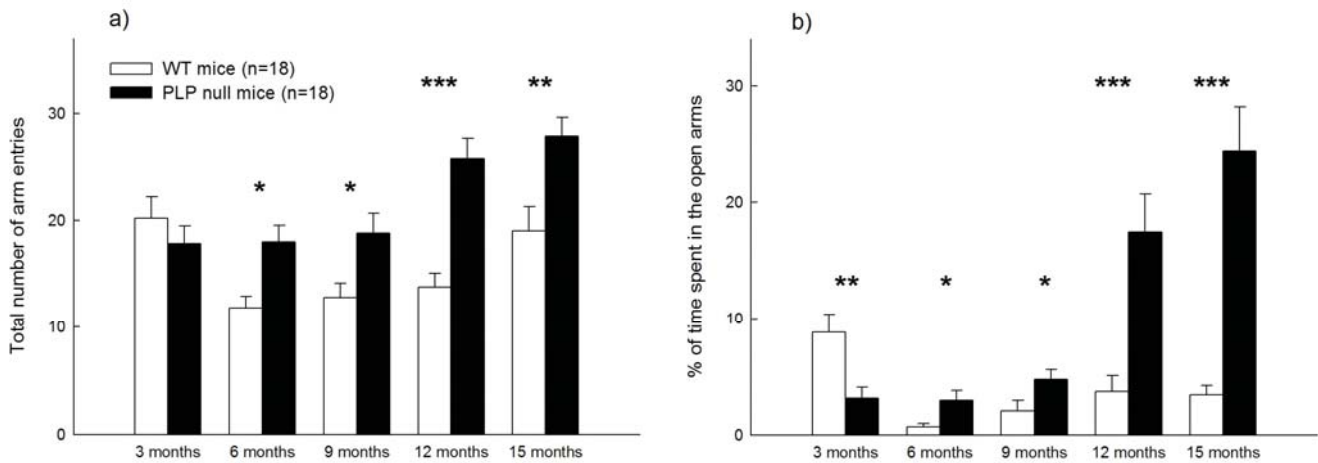 a)
WT mice (n=18)
PLP null mice (n=18)
*** **
* *
30
20
10
0
Total number of arm entries
3 months 6 months 9 months 12 months 15 months
b)
*** ***
** * *
30
20
10
0
% of time spent in the open arms
3 months 6 months 9 months 12 months 15 months